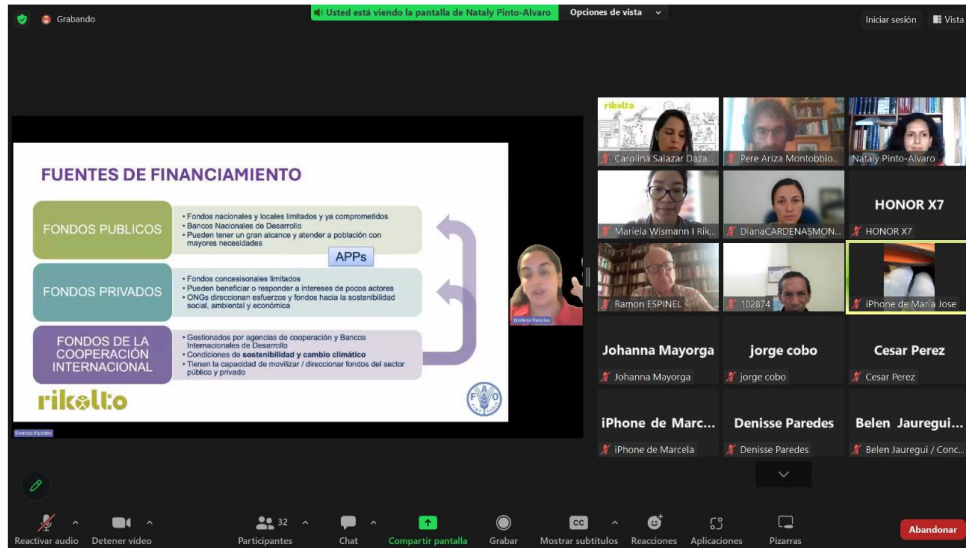 Grabando
Usted está viendo la pantalla de Nataly Pinto-Alvaro
Opciones de vista
Iniciar sesión
Vista
FUENTES DE FINANCIAMIENTO
FONDOS PUBLICOS
• Fondos nacionales y locales limitados y ya comprometidos
• Bancos Nacionales de Desarrollo
• Pueden tener un gran alcance y atender a población con
mayores necesidades
APPs
FONDOS PRIVADOS
• Fondos concesisonales limitados
• Pueden beneficiar o responder a intereses de pocos actores
• ONGs direccionan esfuerzos y fondos hacia la sostenibilidad
social, ambiental y económica
FONDOS DE LA
COOPERACIÓN
INTERNACIONAL
• Gestionados por agencias de cooperación y Bancos
Internacionales de Desarrollo
• Condiciones de sostenibilidad y cambio climático
• Tienen la capacidad de movilizar / direccionar fondos del sector
público y privado
rikolto
FAO
Denisse Paredes
Denisse Paredes
rikolto
Carolina Salazar Daza...
Pere Ariza Montobbio...
Nataly Pinto-Alvaro
Mariela Wismann I Rik...
DianaCARDENASMON...
HONOR X7
HONOR X7
Ramon ESPINEL
102874
iPhone de Maria Jose
Johanna Mayorga
Johanna Mayorga
jorge cobo
jorge cobo
Cesar Perez
Cesar Perez
iPhone de Marc...
iPhone de Marcela
Denisse Paredes
Denisse Paredes
Belen Jauregui...
Belen Jauregui / Conc...
Reactivar audio
Detener video
32
Participantes
Chat
Compartir pantalla
Grabar
CC
Mostrar subtítulos
Reacciones
Aplicaciones
Pizarras
Abandonar